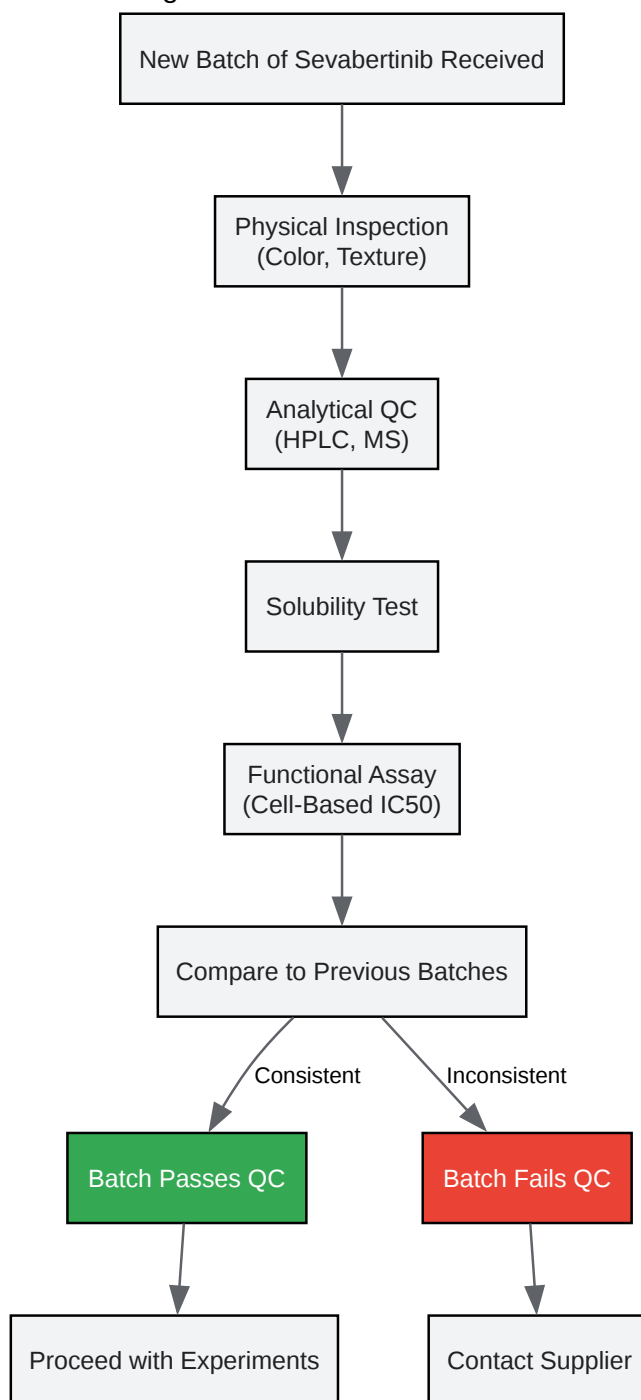 New Batch of Sevabertinib Received
Physical Inspection
(Color, Texture)
Analytical QC
(HPLC, MS)
Solubility Test
Functional Assay
(Cell-Based IC50)
Compare to Previous Batches
Consistent
Inconsistent
Batch Passes QC
Batch Fails QC
Proceed with Experiments
Contact Supplier